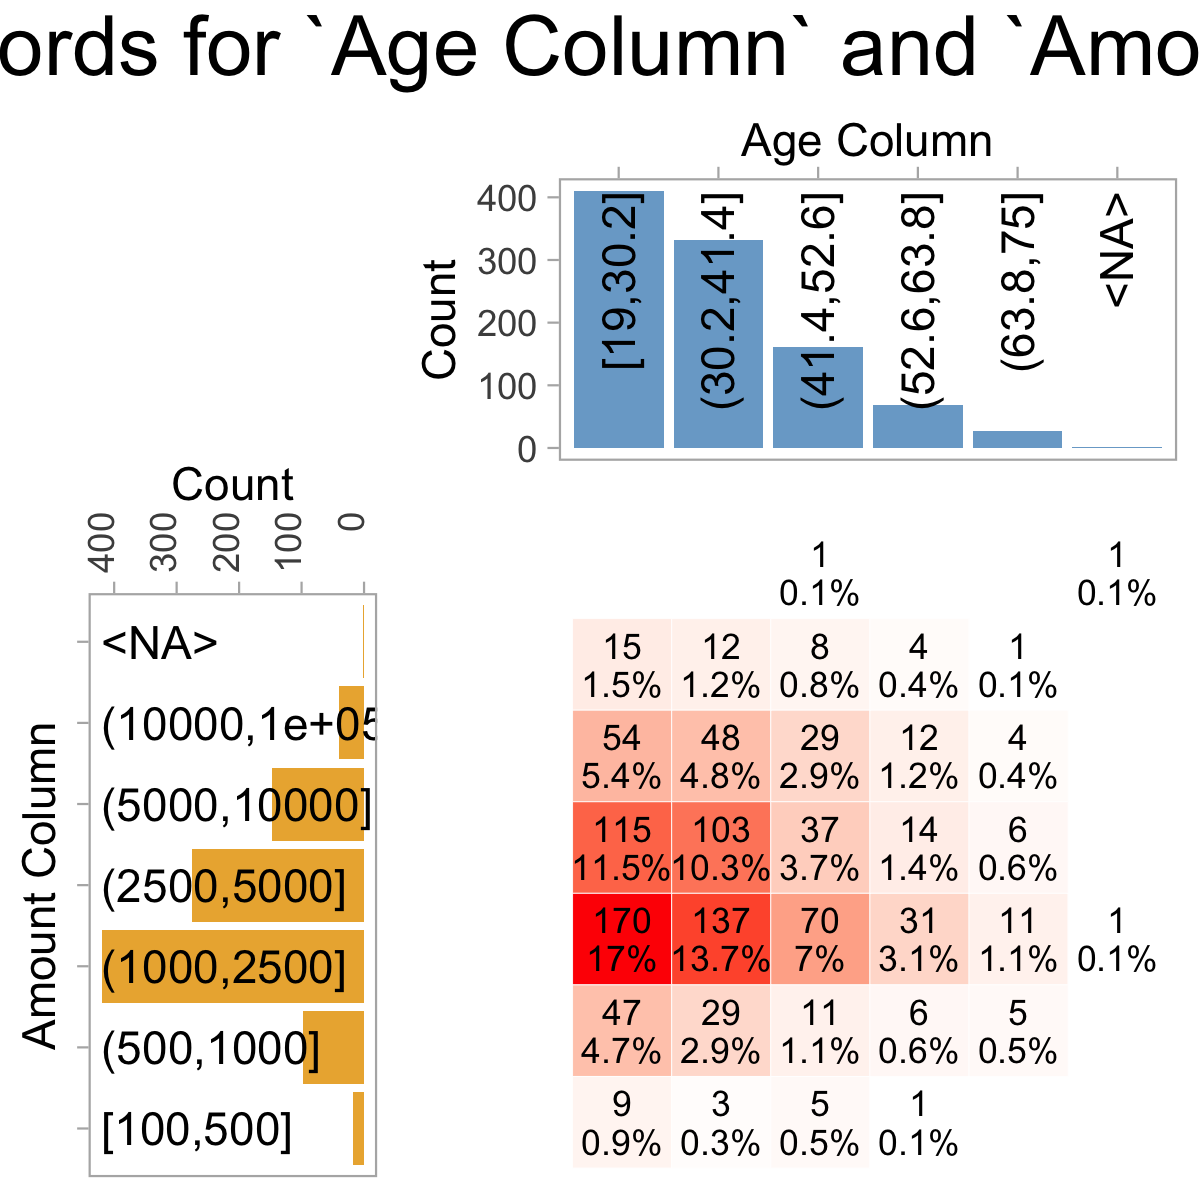 ords for `Age Column` and `Amo
Age Column
Count
400
300
200
100
0
[19,30.2]
(30.2,41.4]
(41.4,52.6]
(52.6,63.8]
(63.8,75]
<NA>
Count
400
300
200
100
0
Amount Column
<NA>
(10000,1e+05
(5000,10000]
(2500,5000]
(1000,2500]
(500,1000]
[100,500]
1 1
0.1% 0.1%
15 12 8 4 1
1.5% 1.2% 0.8% 0.4% 0.1%
54 48 29 12 4
5.4% 4.8% 2.9% 1.2% 0.4%
115 103 37 14 6
11.5% 10.3% 3.7% 1.4% 0.6%
170 137 70 31 11 1
17% 13.7% 7% 3.1% 1.1% 0.1%
47 29 11 6 5
4.7% 2.9% 1.1% 0.6% 0.5%
9 3 5 1
0.9% 0.3% 0.5% 0.1%